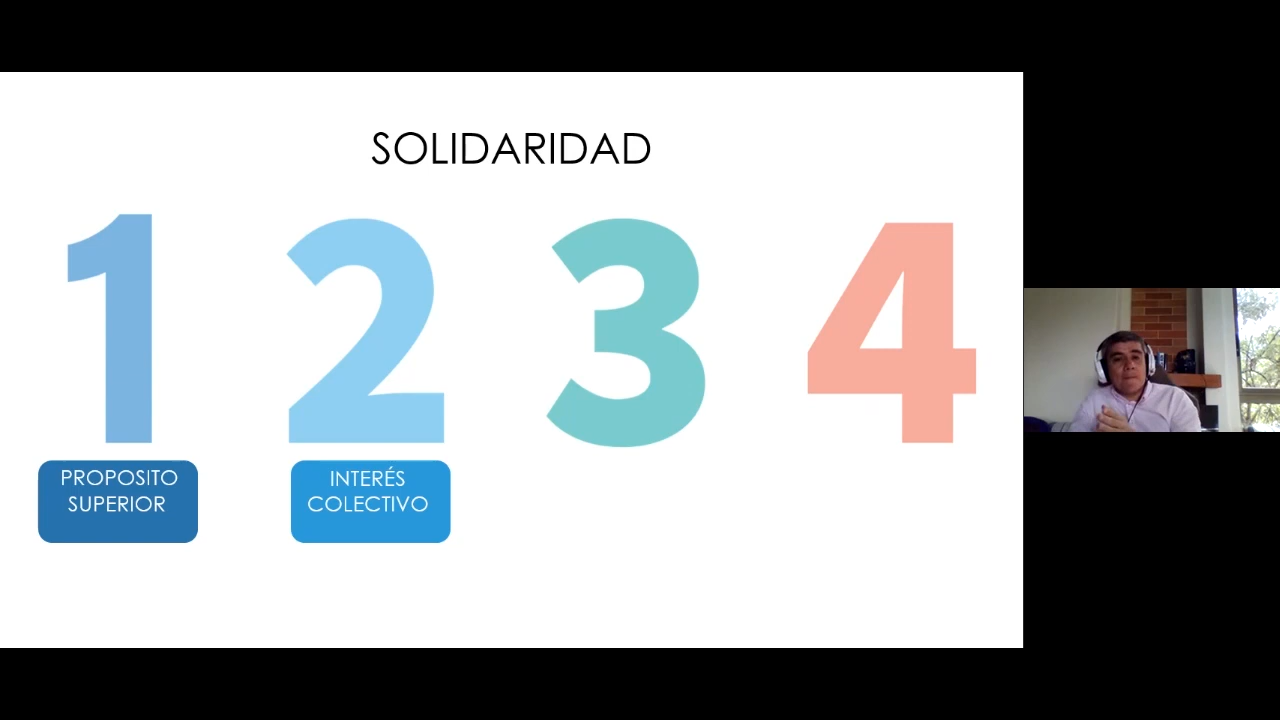 SOLIDARIDAD
1 2 3 4
PROPOSITO
SUPERIOR
INTERÉS
COLECTIVO